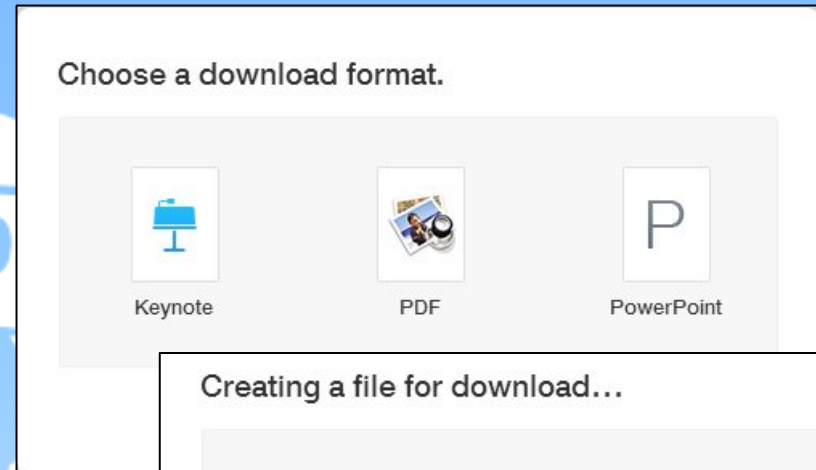 Choose a download format.
P
Keynote PDF PowerPoint
Creating a file for download...